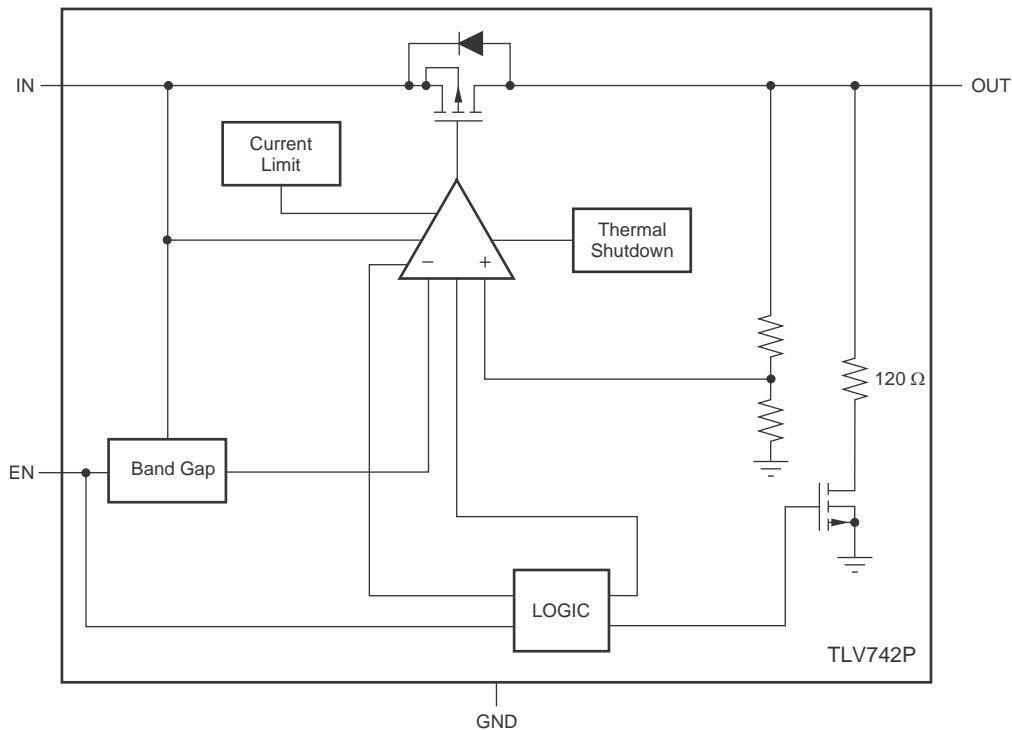 IN
OUT
Current
Limit
Thermal
Shutdown
−
+
120 Ω
EN
Band Gap
LOGIC
TLV742P
GND